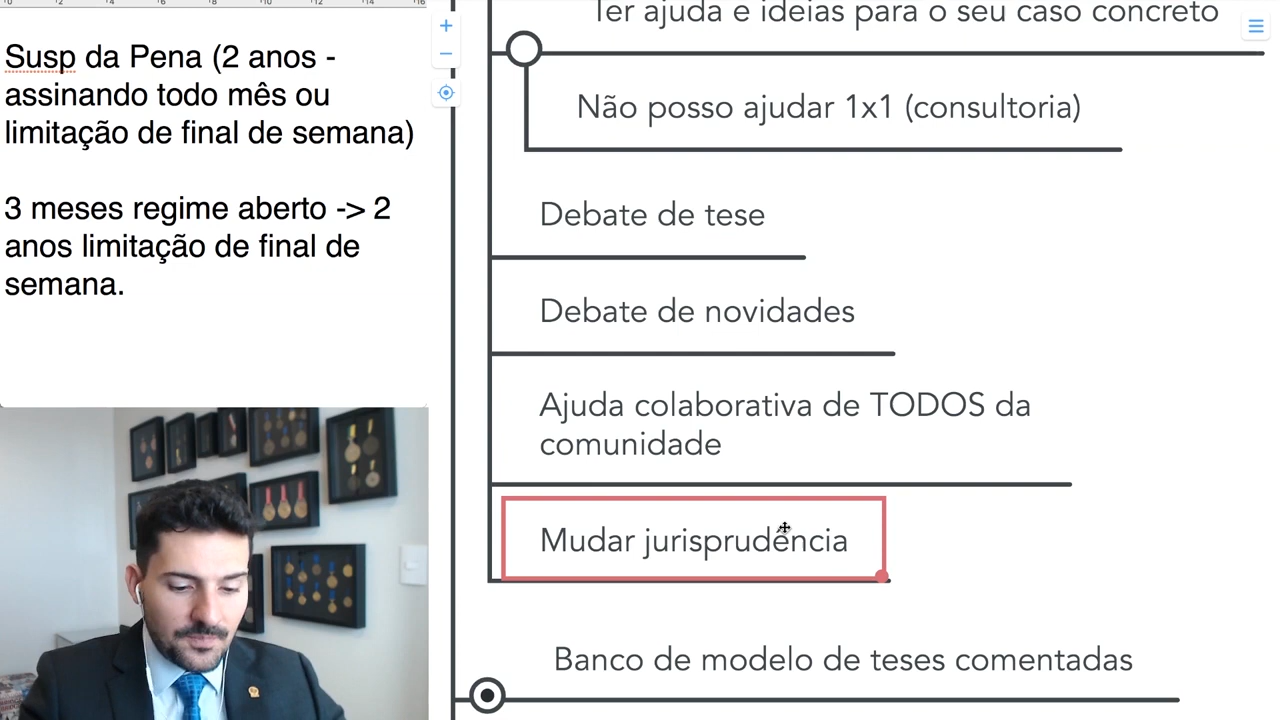 Susp da Pena (2 anos -
assinando todo mês ou
limitação de final de semana)
3 meses regime aberto -> 2
anos limitação de final de
semana.
Ter ajuda e ideias para o seu caso concreto
Não posso ajudar 1x1 (consultoria)
Debate de tese
Debate de novidades
Ajuda colaborativa de TODOS da
comunidade
Mudar jurisprudência
Banco de modelo de teses comentadas